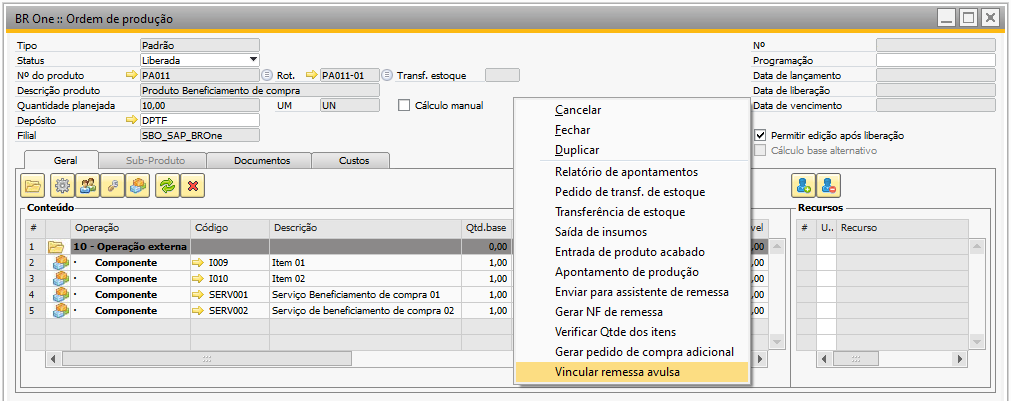 BR One :: Ordem de produção
Tipo Padrão Nº
Status Liberada Programação
Nº do produto PA011 Rot. PA011-01 Transf. estoque Data de lançamento
Descrição produto Produto Beneficiamento de compra Data de liberação
Quantidade planejada 10,00 UM UN Cálculo manual Data de vencimento
Depósito DPTF
Filial SBO_SAP_BROne Permitir edição após liberação
Cálculo base alternativo
Geral Sub-Produto Documentos Custos
Conteúdo Recursos
# Operação Código Descrição Qtd.base vel # U.. Recurso
1 10 - Operação externa 0,00 ,00
2 · Componente I009 Item 01 1,00 ,00
3 · Componente I010 Item 02 1,00 ,00
4 · Componente SERV001 Serviço Beneficiamento de compra 01 1,00 ,00
5 · Componente SERV002 Serviço de beneficiamento de compra 02 1,00 ,00
Cancelar
Fechar
Duplicar
Relatório de apontamentos
Pedido de transf. de estoque
Transferência de estoque
Saída de insumos
Entrada de produto acabado
Apontamento de produção
Enviar para assistente de remessa
Gerar NF de remessa
Verificar Qtde dos itens
Gerar pedido de compra adicional
Vincular remessa avulsa